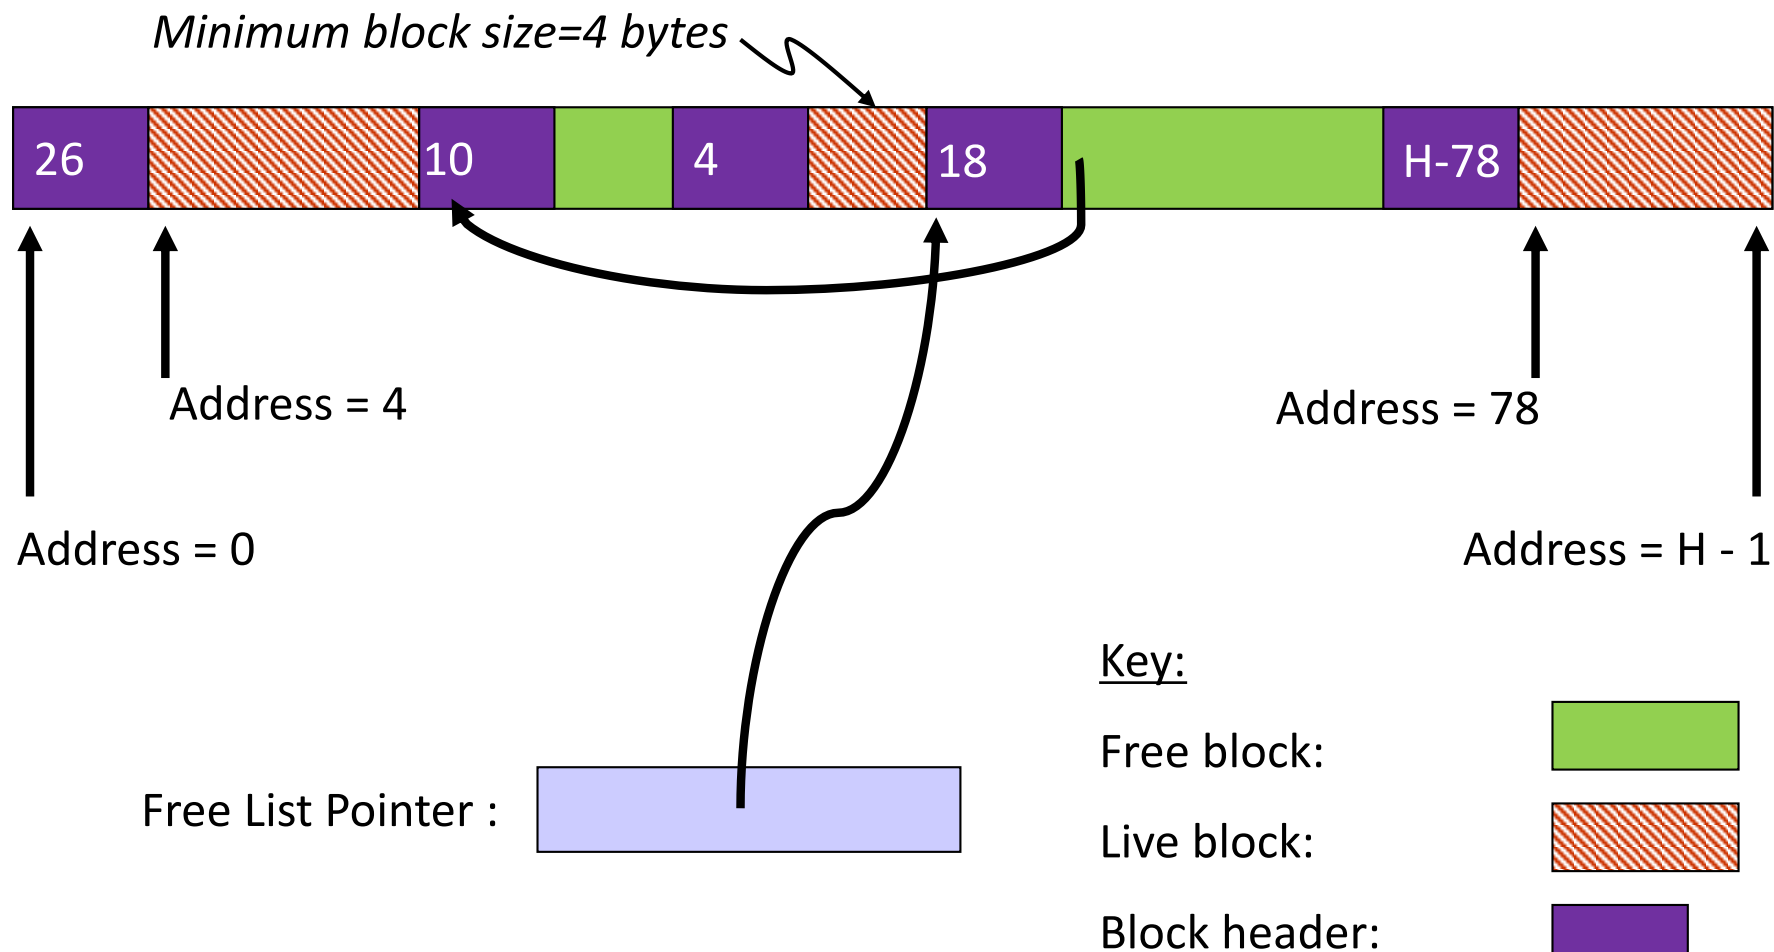 Minimum block size=4 bytes
26 10 4 18 H-78
Address = 4
Address = 78
Address = 0
Address = H - 1
Key:
Free block:
Free List Pointer :
Live block:
Block header: